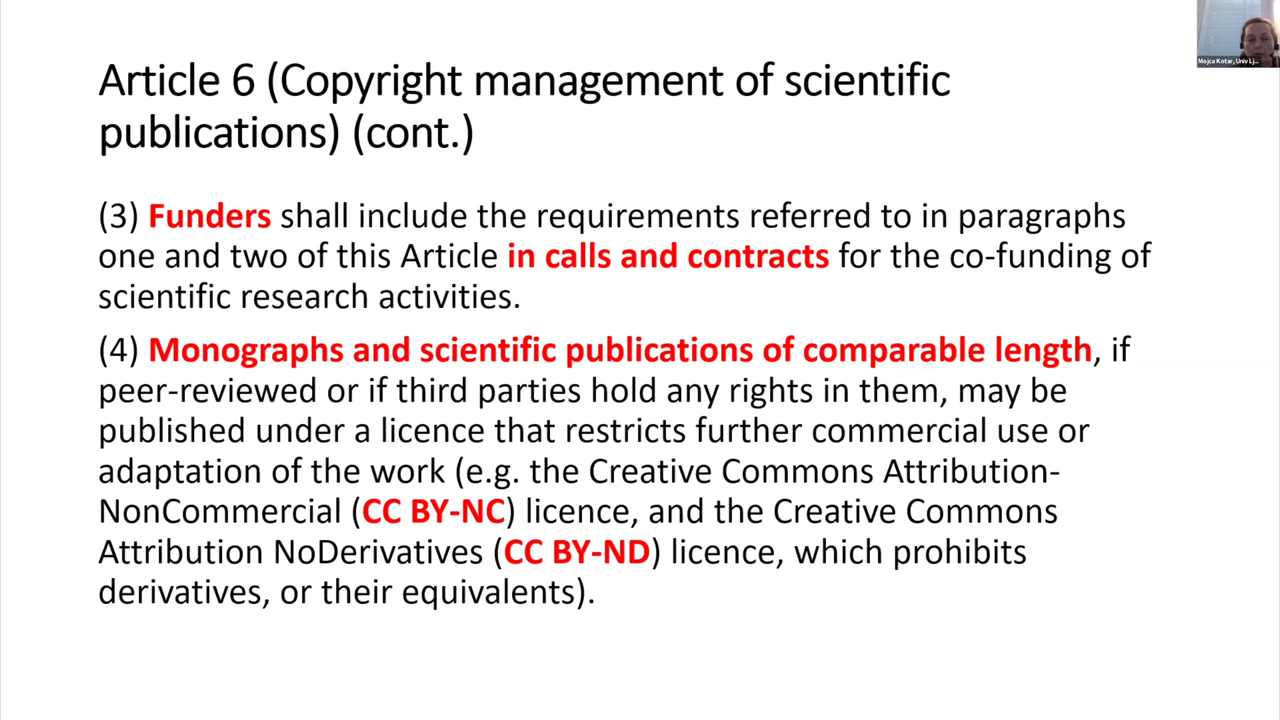 Mojca Kotar, Univ Lj...
Article 6 (Copyright management of scientific
publications) (cont.)
(3) Funders shall include the requirements referred to in paragraphs
one and two of this Article in calls and contracts for the co-funding of
scientific research activities.
(4) Monographs and scientific publications of comparable length, if
peer-reviewed or if third parties hold any rights in them, may be
published under a licence that restricts further commercial use or
adaptation of the work (e.g. the Creative Commons Attribution-
NonCommercial (CC BY-NC) licence, and the Creative Commons
Attribution NoDerivatives (CC BY-ND) licence, which prohibits
derivatives, or their equivalents).